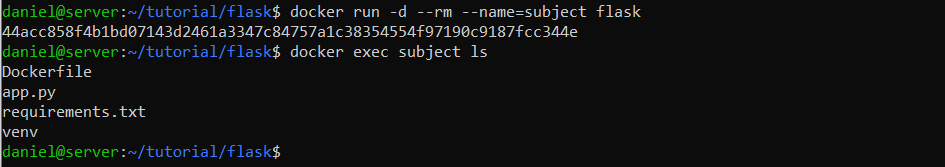 daniel@server:~/tutorial/flask$ docker run -d --rm --name=subject flask
44acc858f4b1bd07143d2461a3347c84757a1c38354554f97190c9187fcc344e
daniel@server:~/tutorial/flask$ docker exec subject ls
Dockerfile
app.py
requirements.txt
venv
daniel@server:~/tutorial/flask$